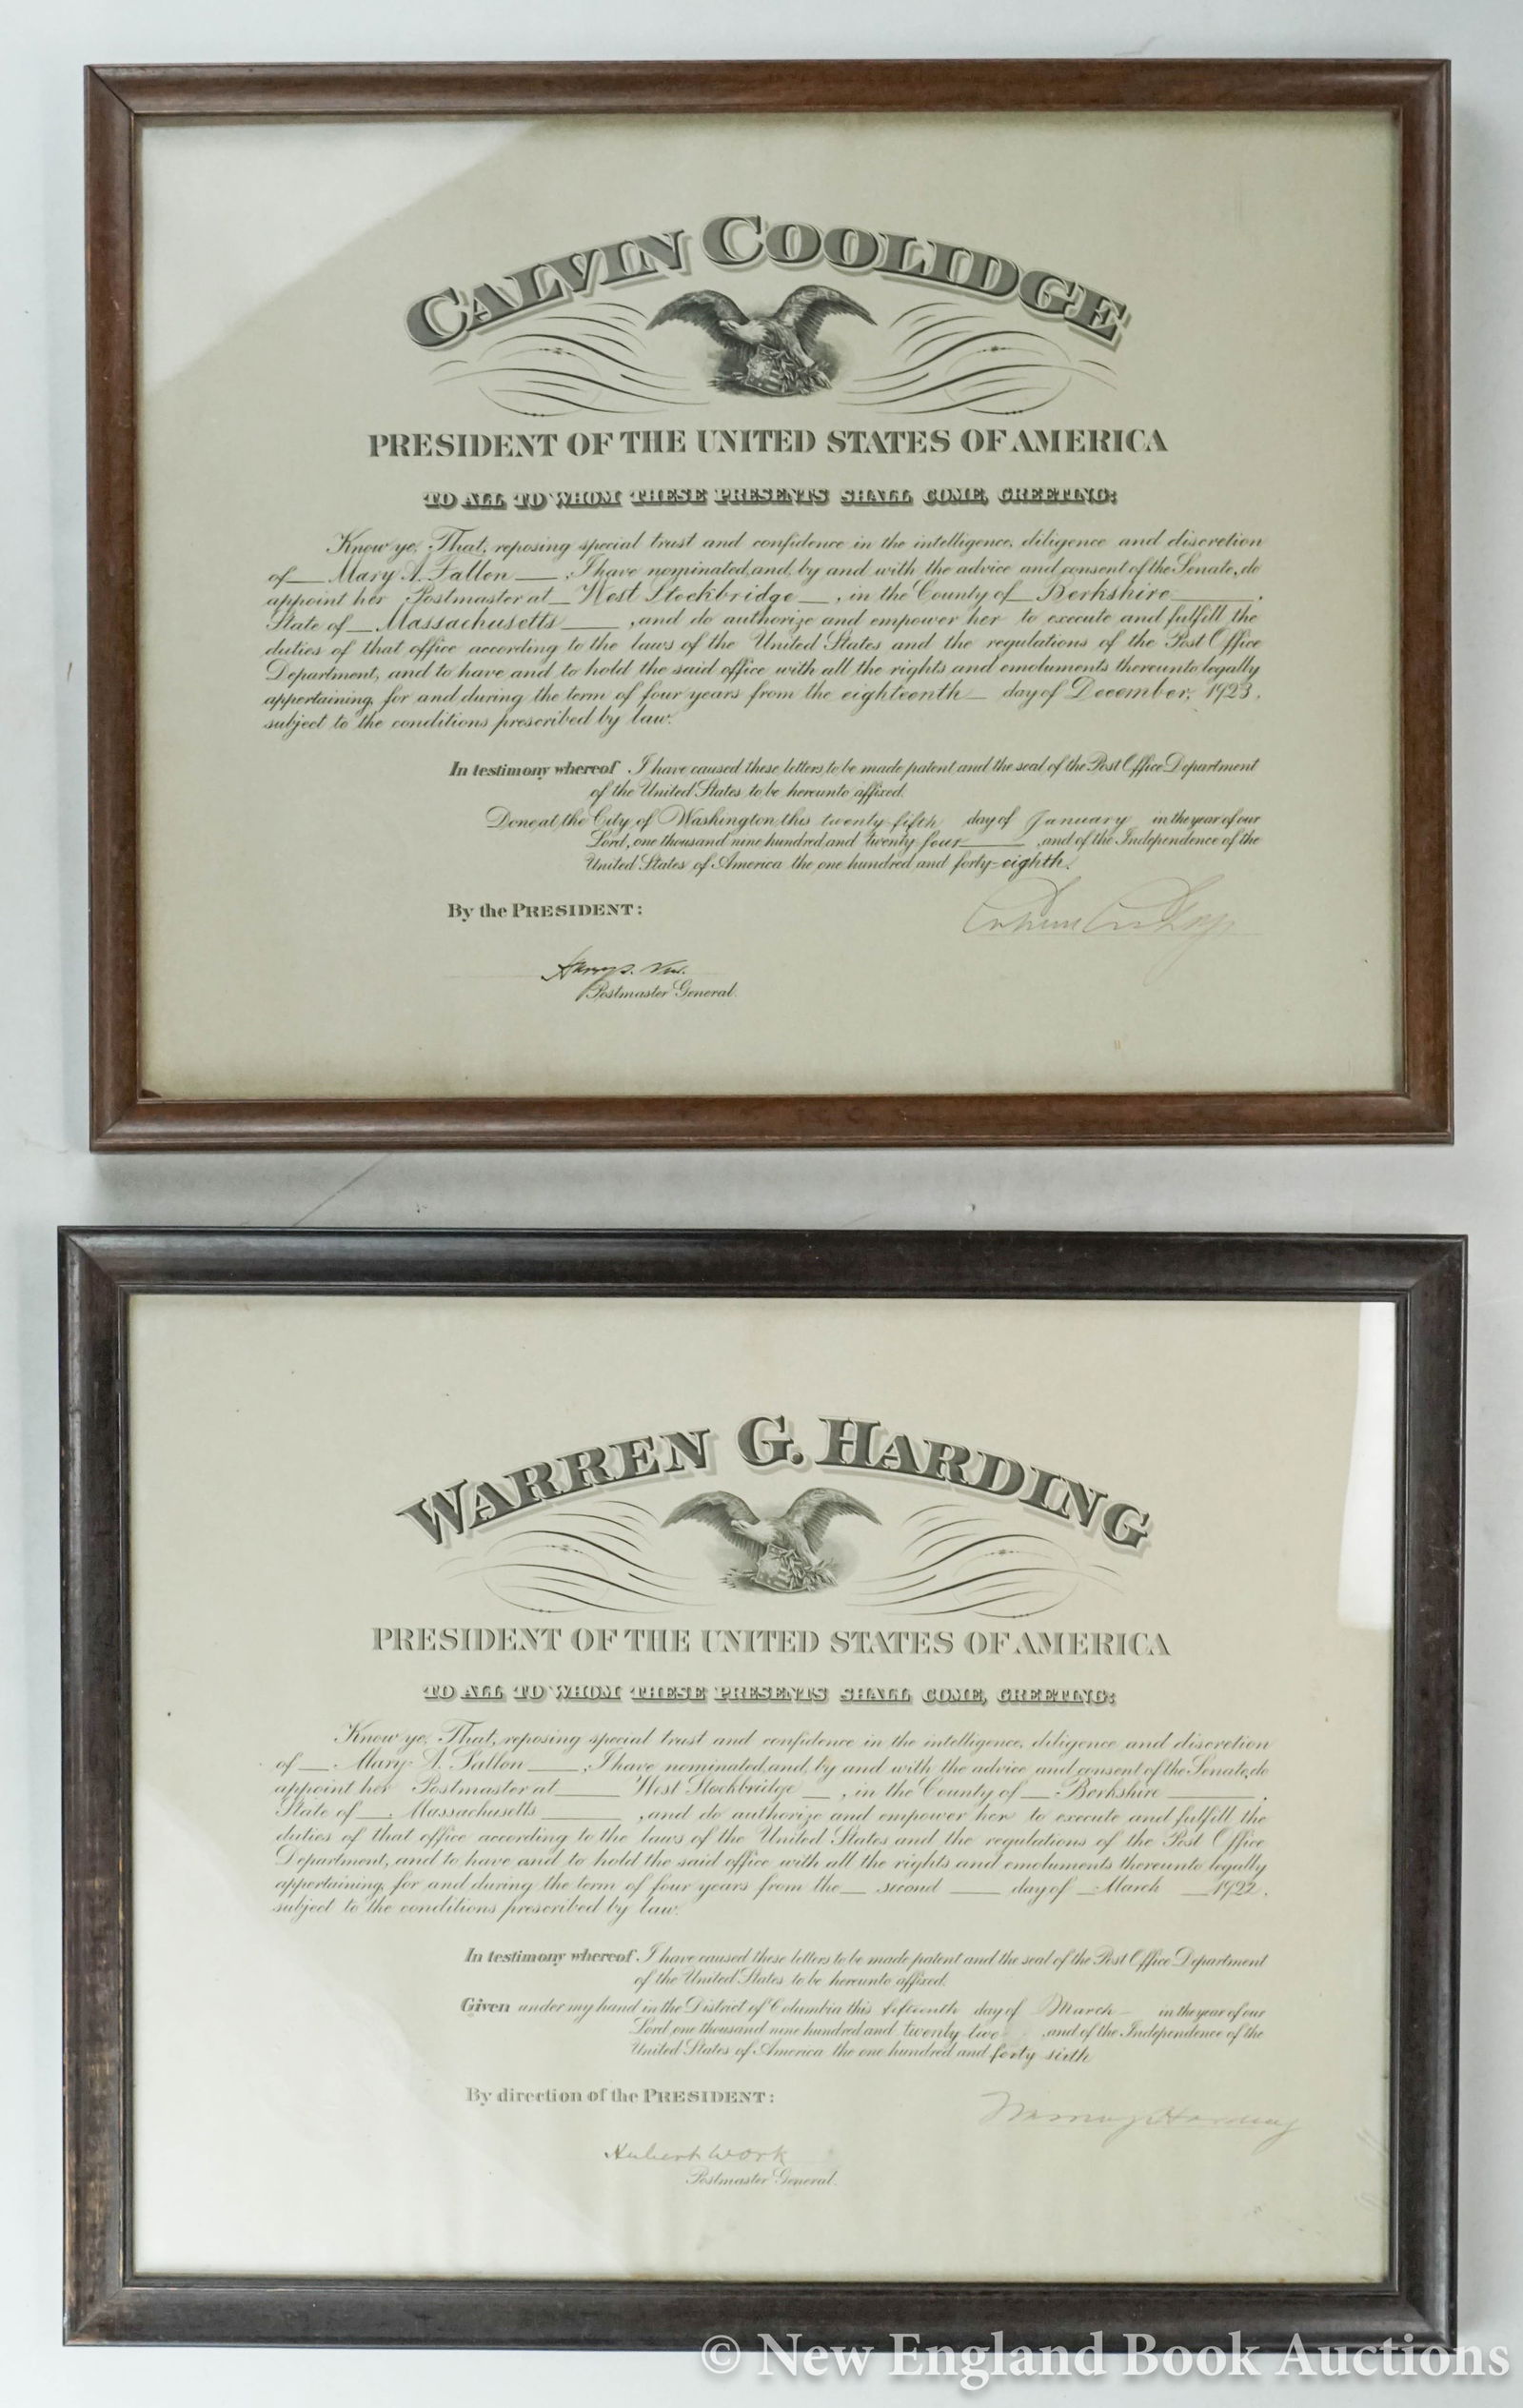 CALVIN COOLIDGE
PRESIDENT OF THE UNITED STATES OF AMERICA
TO ALL TO WHOM THESE PRESENTS SHALL COME, GREETING:
Know ye, That, reposing special trust and confidence in the intelligence, diligence and discretion
of Mary A. Fallon, I have nominated, and, by and with the advice and consent of the Senate, do
appoint her Postmaster at West Stockbridge, in the County of Berkshire,
State of Massachusetts, and do authorize and empower her to execute and fulfill the
duties of that office according to the laws of the United States and the regulations of the Post Office
Department, and to have and to hold the said office with all the rights and emoluments thereunto legally
appertaining, for and during the term of four years from the eighteenth day of December, 1923,
subject to the conditions prescribed by law.
In testimony whereof I have caused these letters to be made patent and the seal of the Post Office Department
of the United States to be hereunto affixed.
Done at the City of Washington this twenty-fifth day of January in the year of our
Lord, one thousand nine hundred and twenty four, and of the Independence of the
United States of America the one hundred and forty-eighth.
By the PRESIDENT:
Calvin Coolidge
Harry S. New.
Postmaster General.
WARREN G. HARDING
PRESIDENT OF THE UNITED STATES OF AMERICA
TO ALL TO WHOM THESE PRESENTS SHALL COME, GREETING:
Know ye, That, reposing special trust and confidence in the intelligence, diligence and discretion
of Mary A. Fallon, I have nominated, and, by and with the advice and consent of the Senate, do
appoint her Postmaster at West Stockbridge, in the County of Berkshire,
State of Massachusetts, and do authorize and empower her to execute and fulfill the
duties of that office according to the laws of the United States and the regulations of the Post Office
Department, and to have and to hold the said office with all the rights and emoluments thereunto legally
appertaining, for and during the term of four years from the second day of March 1922,
subject to the conditions prescribed by law.
In testimony whereof I have caused these letters to be made patent and the seal of the Post Office Department
of the United States to be hereunto affixed.
Given under my hand in the District of Columbia this fifteenth day of March in the year of our
Lord one thousand nine hundred and twenty-two, and of the Independence of the
United States of America the one hundred and forty sixth
By direction of the PRESIDENT:
Warren G Harding
Hubert Work
Postmaster General.
© New England Book Auctions